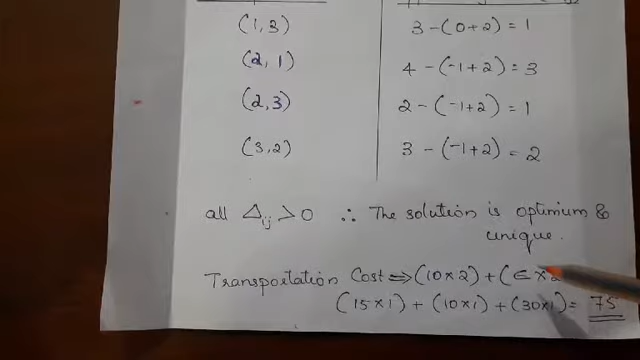 (1,3) 3-(0+2) = 1
(2,1) 4-(-1+2) = 3
(2,3) 2-(-1+2) = 1
(3,2) 3-(-1+2) = 2
all Δij > 0 ∴ The solution is optimum &
unique.
Transportation Cost ⇒ (10×2) + (∈×2
(15×1) + (10×1) + (30×1) = 75